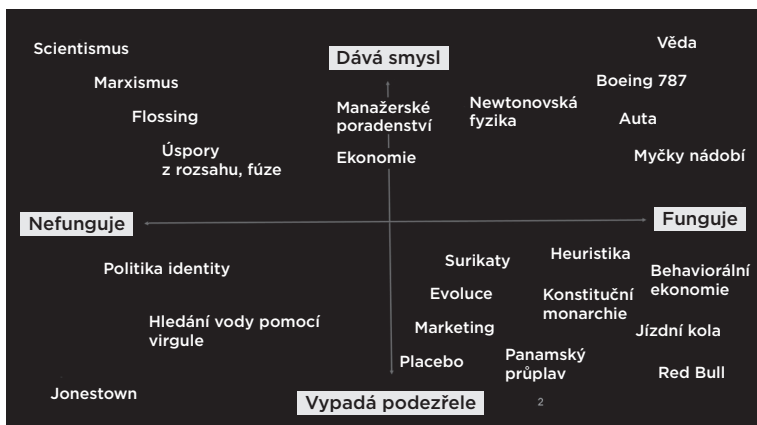 Scientismus
Věda
Dává smysl
Marxismus
Boeing 787
Manažerské
poradenství
Newtonovská
fyzika
Flossing
Auta
Úspory
z rozsahu, fúze
Ekonomie
Myčky nádobí
Nefunguje
Funguje
Politika identity
Surikaty
Heuristika
Behaviorální
ekonomie
Evoluce
Konstituční
monarchie
Hledání vody pomocí
virgule
Marketing
Jízdní kola
Placebo
Panamský
průplav
Red Bull
Jonestown
Vypadá podezřele
2